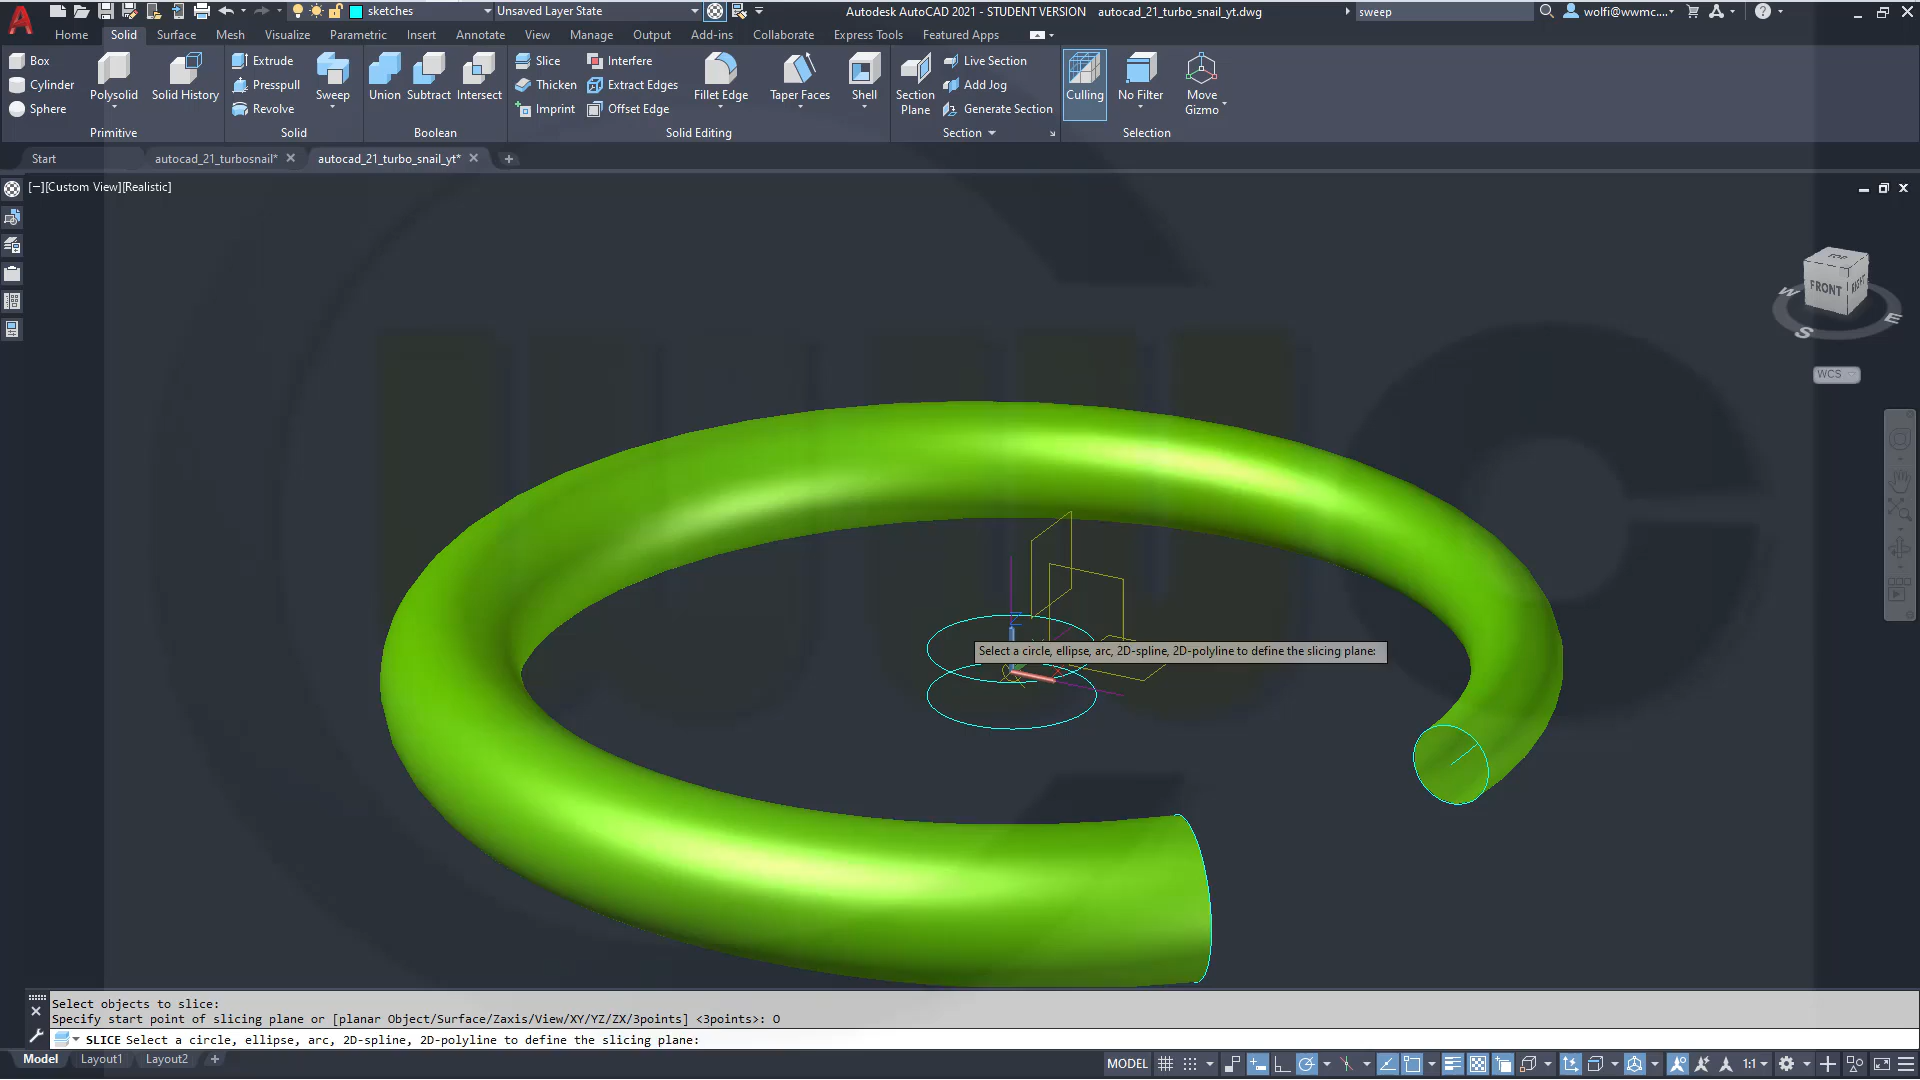 sketches
Unsaved Layer State
Autodesk AutoCAD 2021 - STUDENT VERSION autocad_21_turbo_snail_yt.dwg
sweep
wolfi@wwmc....
Home Solid Surface Mesh Visualize Parametric Insert Annotate View Manage Output Add-ins Collaborate Express Tools Featured Apps
Box
Cylinder
Sphere
Polysolid
Solid History
Primitive
Extrude
Presspull
Revolve
Sweep
Solid
Union
Subtract
Intersect
Boolean
Slice
Thicken
Imprint
Interfere
Extract Edges
Offset Edge
Fillet Edge
Taper Faces
Shell
Solid Editing
Section Plane
Live Section
Add Jog
Generate Section
Section
Culling
No Filter
Move Gizmo
Selection
Start
autocad_21_turbosnail*
autocad_21_turbo_snail_yt*
[−][Custom View][Realistic]
TOP
FRONT
RIGHT
W
S
E
WCS
Select a circle, ellipse, arc, 2D-spline, 2D-polyline to define the slicing plane:
Select objects to slice:
Specify start point of slicing plane or [planar Object/Surface/Zaxis/View/XY/YZ/ZX/3points] <3points>: O
SLICE Select a circle, ellipse, arc, 2D-spline, 2D-polyline to define the slicing plane:
Model Layout1 Layout2
MODEL
1:1